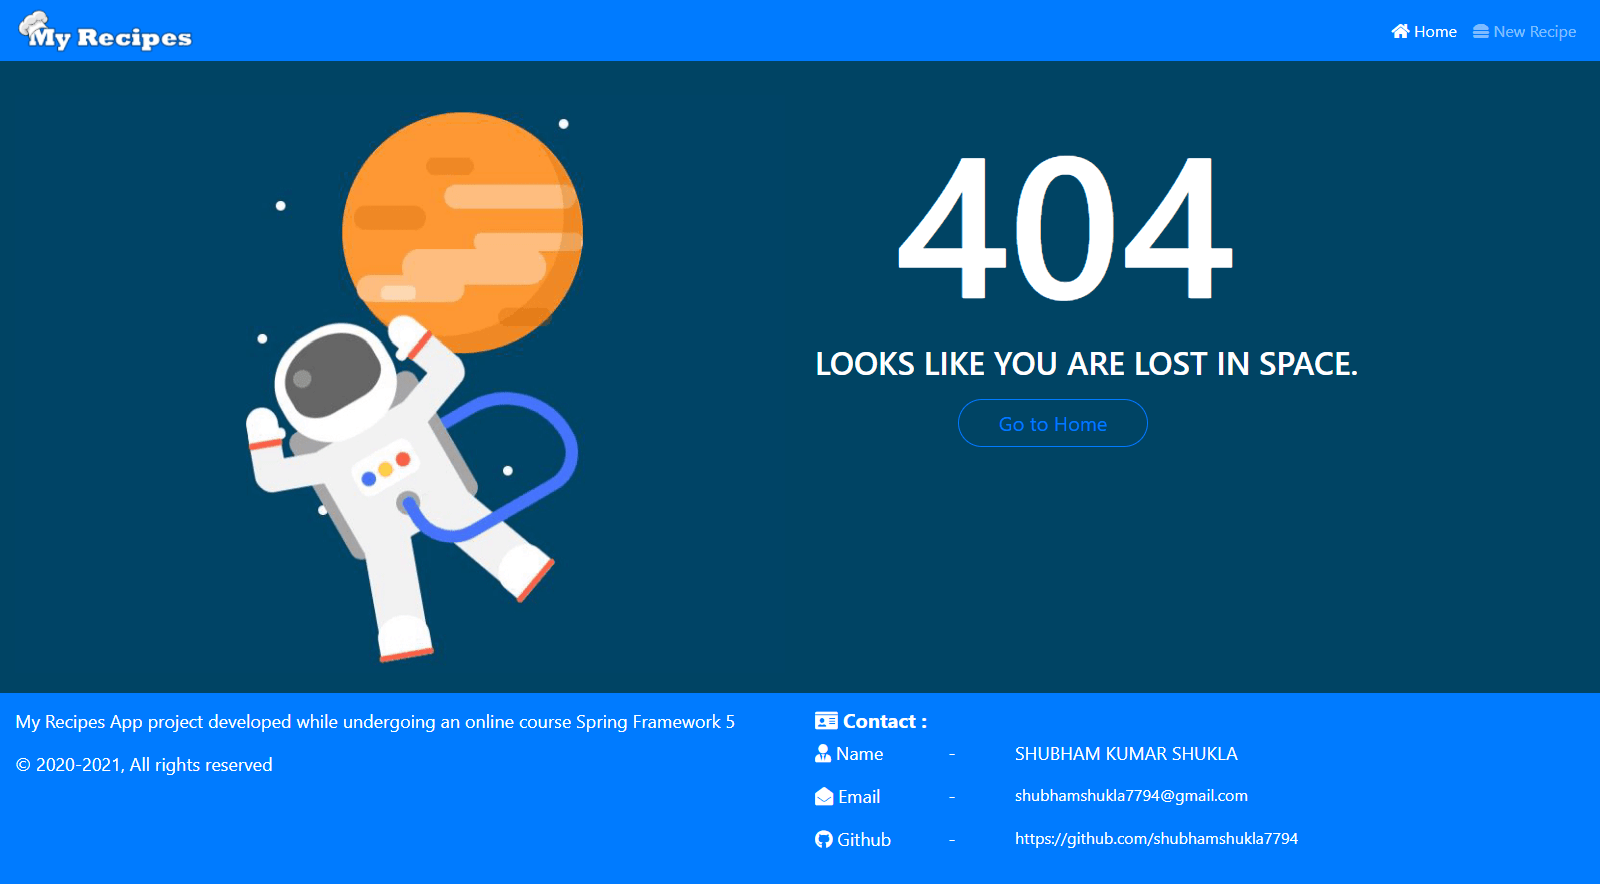 My Recipes
Home New Recipe
404
LOOKS LIKE YOU ARE LOST IN SPACE.
Go to Home
My Recipes App project developed while undergoing an online course Spring Framework 5
© 2020-2021, All rights reserved
Contact :
Name - SHUBHAM KUMAR SHUKLA
Email - shubhamshukla7794@gmail.com
Github - https://github.com/shubhamshukla7794